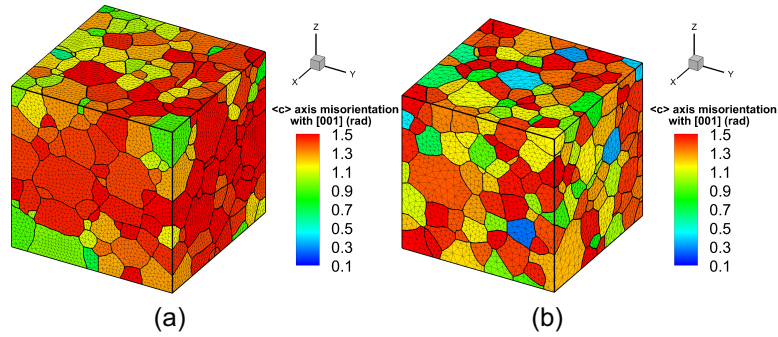 Z
Y
X
<c> axis misorientation
with [001] (rad)
1.5
1.3
1.1
0.9
0.7
0.5
0.3
0.1
(a)
Z
Y
X
<c> axis misorientation
with [001] (rad)
1.5
1.3
1.1
0.9
0.7
0.5
0.3
0.1
(b)